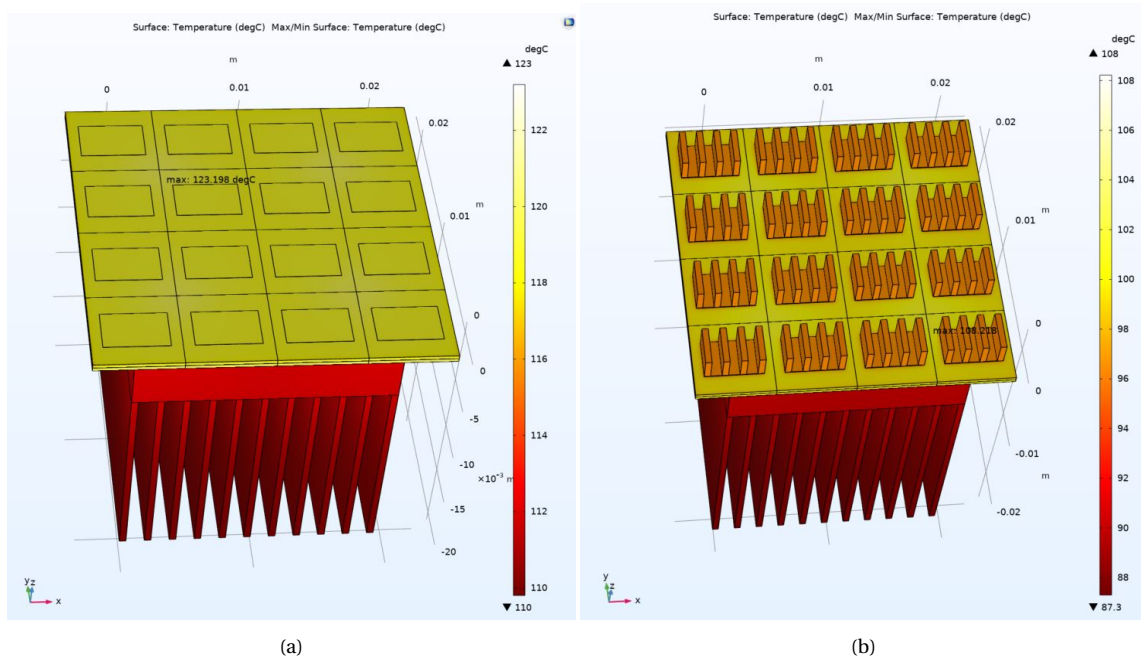 Surface: Temperature (degC) Max/Min Surface: Temperature (degC)
degC
▲ 123
m
0
0.01
0.02
122
120
118
116
114
112
110
▼ 110
0.02
0.01
m
0
0
-5
-10
×10⁻³ m
-15
-20
max: 123.198 degC
y z
x
(a)
Surface: Temperature (degC) Max/Min Surface: Temperature (degC)
degC
▲ 108
m
0
0.01
0.02
108
106
104
102
100
98
96
94
92
90
88
▼ 87.3
0.02
0.01
m
0
0
-0.01
m
-0.02
max: 108.218
y
z
x
(b)